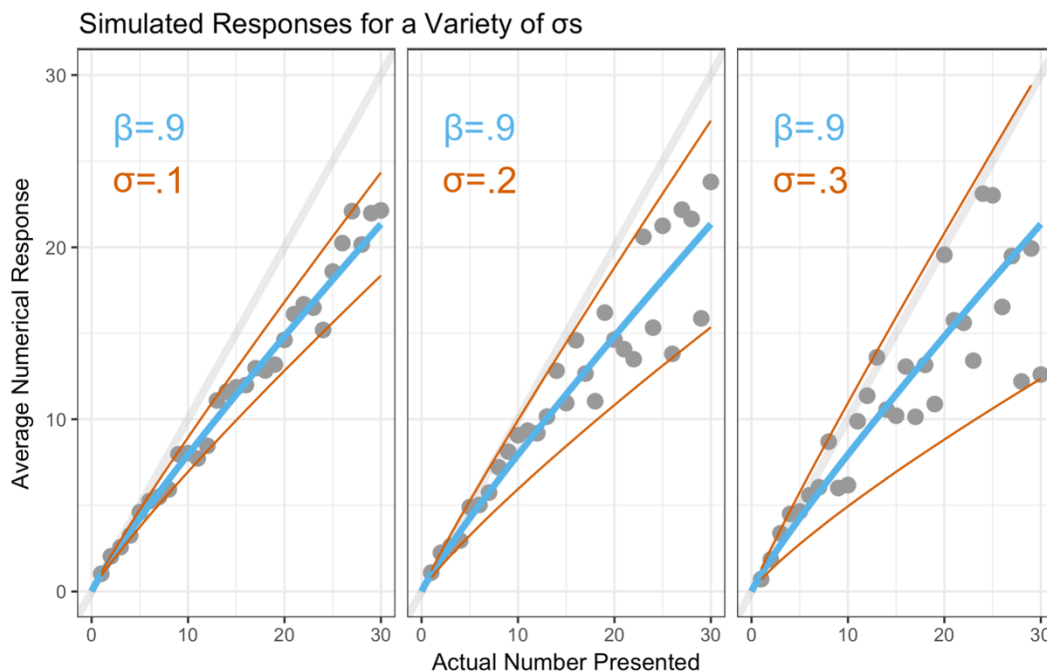 Simulated Responses for a Variety of σs
β=.9
σ=.1
β=.9
σ=.2
β=.9
σ=.3
Average Numerical Response
30
20
10
0
0 10 20 30
0 10 20 30
0 10 20 30
Actual Number Presented